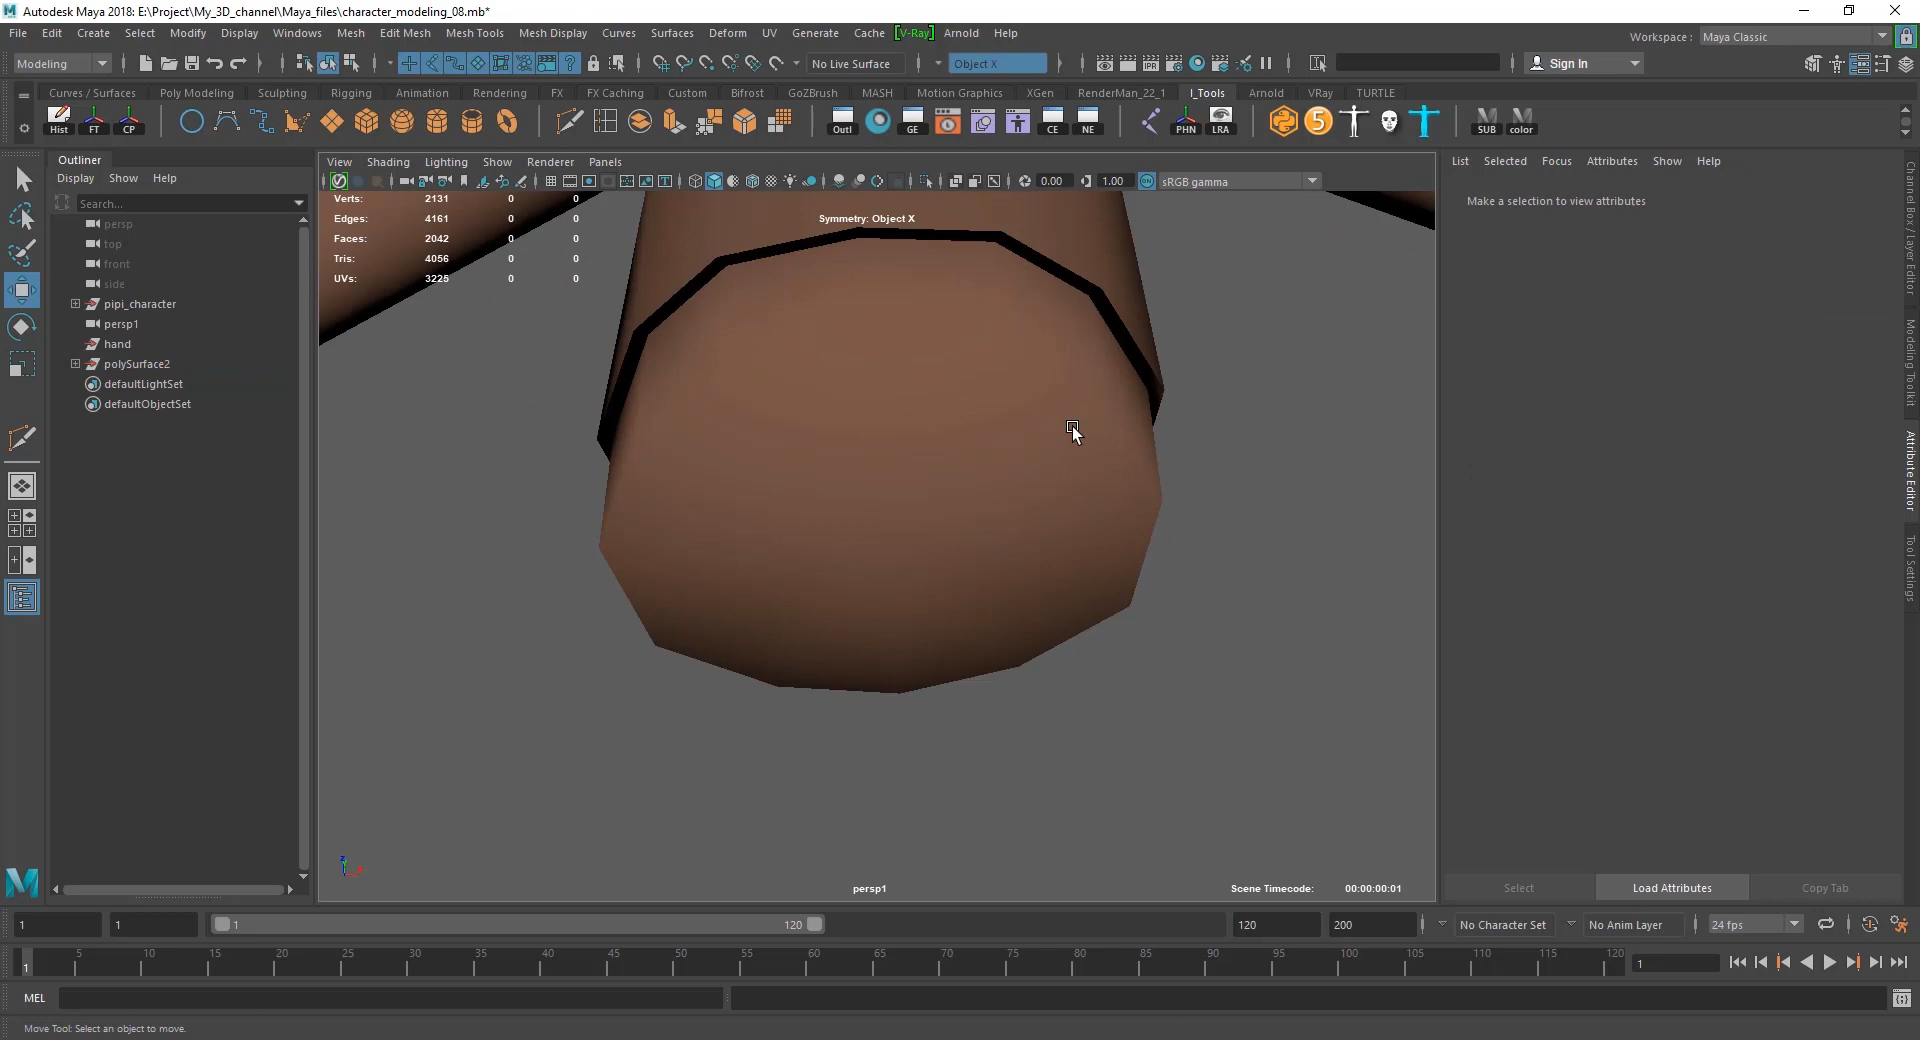 Autodesk Maya 2018: E:\Project\My_3D_channel\Maya_files\character_modeling_08.mb*
File Edit Create Select Modify Display Windows Mesh Edit Mesh Mesh Tools Mesh Display Curves Surfaces Deform UV Generate Cache [V-Ray] Arnold Help
Workspace : Maya Classic
Modeling No Live Surface Object X Sign In
Curves / Surfaces Poly Modeling Sculpting Rigging Animation Rendering FX FX Caching Custom Bifrost GoZBrush MASH Motion Graphics XGen RenderMan_22_1 I_Tools Arnold VRay TURTLE
Hist FT CP Outl GE CE NE PHN LRA SUB color
Outliner
Display Show Help
Search...
persp
top
front
side
pipi_character
persp1
hand
polySurface2
defaultLightSet
defaultObjectSet
View Shading Lighting Show Renderer Panels
0.00 1.00 sRGB gamma
Verts: 2131 0 0
Edges: 4161 0 0
Faces: 2042 0 0
Tris: 4056 0 0
UVs: 3225 0 0
Symmetry: Object X
persp1
Scene Timecode: 00:00:00:01
List Selected Focus Attributes Show Help
Make a selection to view attributes
Select Load Attributes Copy Tab
Channel Box / Layer Editor
Modeling Toolkit
Attribute Editor
Tool Settings
1 1 1 120 120 200 No Character Set No Anim Layer 24 fps
1 5 10 15 20 25 30 35 40 45 50 55 60 65 70 75 80 85 90 95 100 105 110 115 120 1
MEL
Move Tool: Select an object to move.